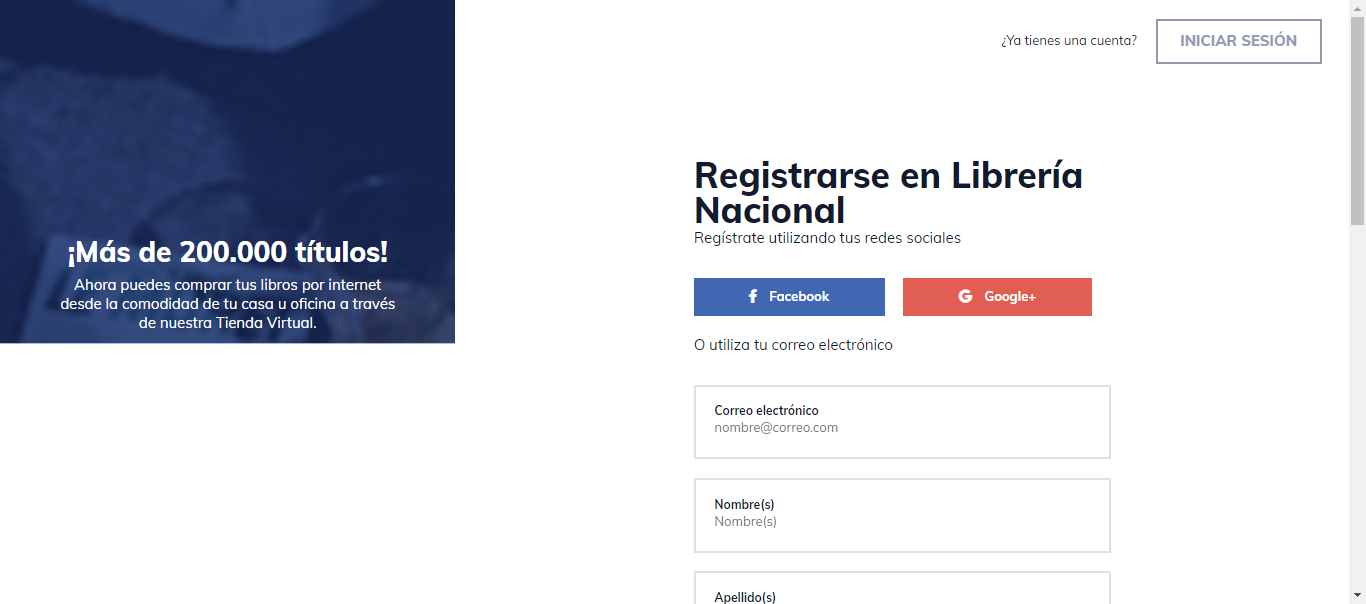 ¿Ya tienes una cuenta?
INICIAR SESIÓN
¡Más de 200.000 títulos!
Ahora puedes comprar tus libros por internet
desde la comodidad de tu casa u oficina a través
de nuestra Tienda Virtual.
Registrarse en Librería
Nacional
Regístrate utilizando tus redes sociales
Facebook
Google+
O utiliza tu correo electrónico
Correo electrónico
nombre@correo.com
Nombre(s)
Nombre(s)
Apellido(s)